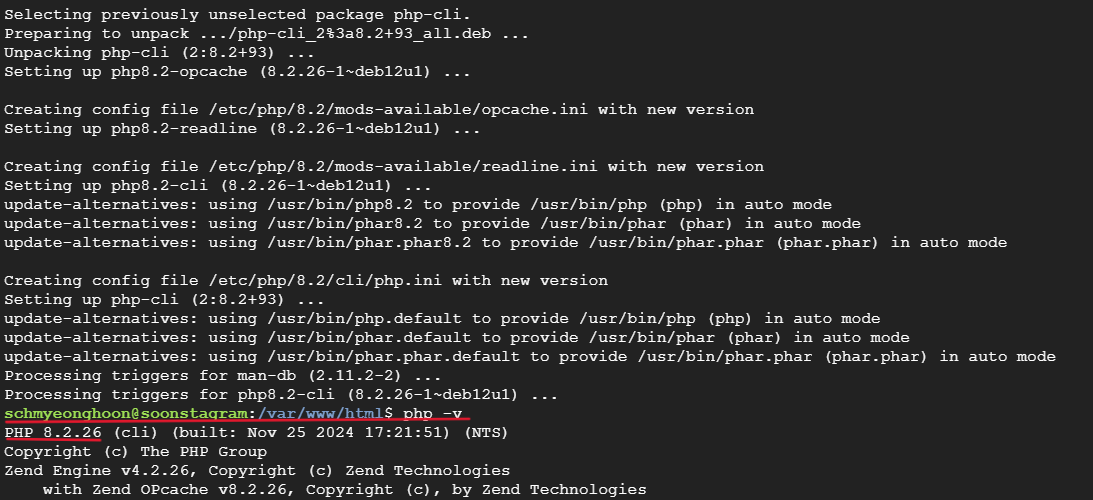 Selecting previously unselected package php-cli.
Preparing to unpack .../php-cli_2%3a8.2+93_all.deb ...
Unpacking php-cli (2:8.2+93) ...
Setting up php8.2-opcache (8.2.26-1~deb12u1) ...
Creating config file /etc/php/8.2/mods-available/opcache.ini with new version
Setting up php8.2-readline (8.2.26-1~deb12u1) ...
Creating config file /etc/php/8.2/mods-available/readline.ini with new version
Setting up php8.2-cli (8.2.26-1~deb12u1) ...
update-alternatives: using /usr/bin/php8.2 to provide /usr/bin/php (php) in auto mode
update-alternatives: using /usr/bin/phar8.2 to provide /usr/bin/phar (phar) in auto mode
update-alternatives: using /usr/bin/phar.phar8.2 to provide /usr/bin/phar.phar (phar.phar) in auto mode
Creating config file /etc/php/8.2/cli/php.ini with new version
Setting up php-cli (2:8.2+93) ...
update-alternatives: using /usr/bin/php.default to provide /usr/bin/php (php) in auto mode
update-alternatives: using /usr/bin/phar.default to provide /usr/bin/phar (phar) in auto mode
update-alternatives: using /usr/bin/phar.phar.default to provide /usr/bin/phar.phar (phar.phar) in auto mode
Processing triggers for man-db (2.11.2-2) ...
Processing triggers for php8.2-cli (8.2.26-1~deb12u1) ...
schmyeonghoon@soonstagram:/var/www/html$ php -v
PHP 8.2.26 (cli) (built: Nov 25 2024 17:21:51) (NTS)
Copyright (c) The PHP Group
Zend Engine v4.2.26, Copyright (c) Zend Technologies
    with Zend OPcache v8.2.26, Copyright (c), by Zend Technologies